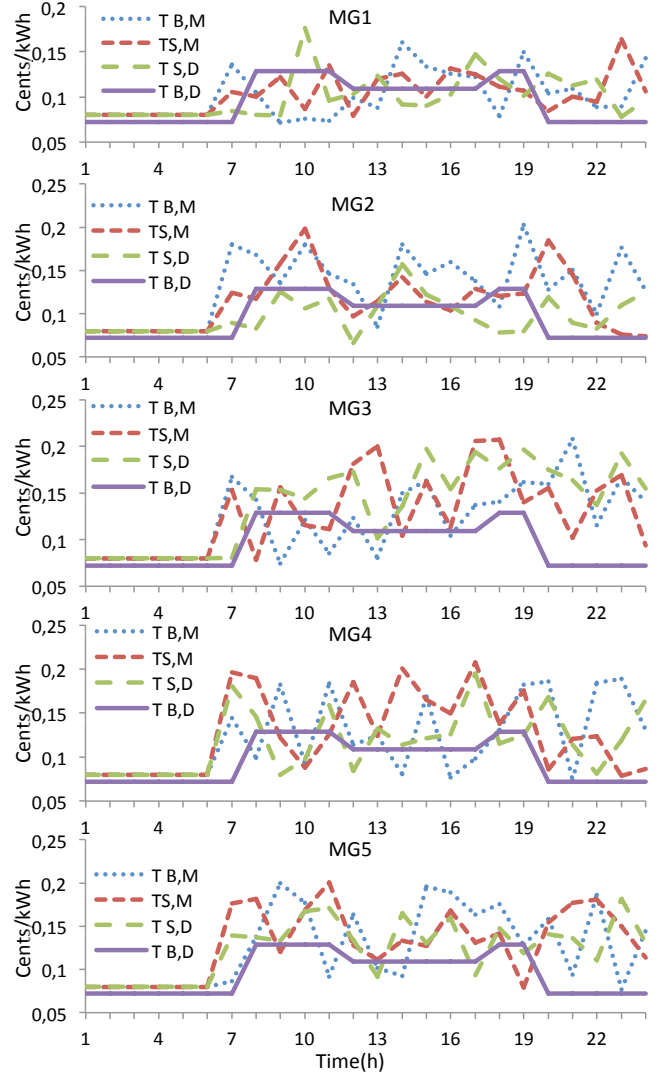 MG1
Cents/kWh
0,2
0,15
0,1
0,05
T B,M
TS,M
T S,D
T B,D
1 4 7 10 13 16 19 22
MG2
Cents/kWh
0,25
0,2
0,15
0,1
0,05
T B,M
TS,M
T S,D
T B,D
1 4 7 10 13 16 19 22
MG3
Cents/kWh
0,25
0,2
0,15
0,1
0,05
T B,M
TS,M
T S,D
T B,D
1 4 7 10 13 16 19 22
MG4
Cents/kWh
0,25
0,2
0,15
0,1
0,05
T B,M
TS,M
T S,D
T B,D
1 4 7 10 13 16 19 22
MG5
Cents/kWh
0,25
0,2
0,15
0,1
0,05
T B,M
TS,M
T S,D
T B,D
1 4 7 10 13 16 19 22
Time(h)